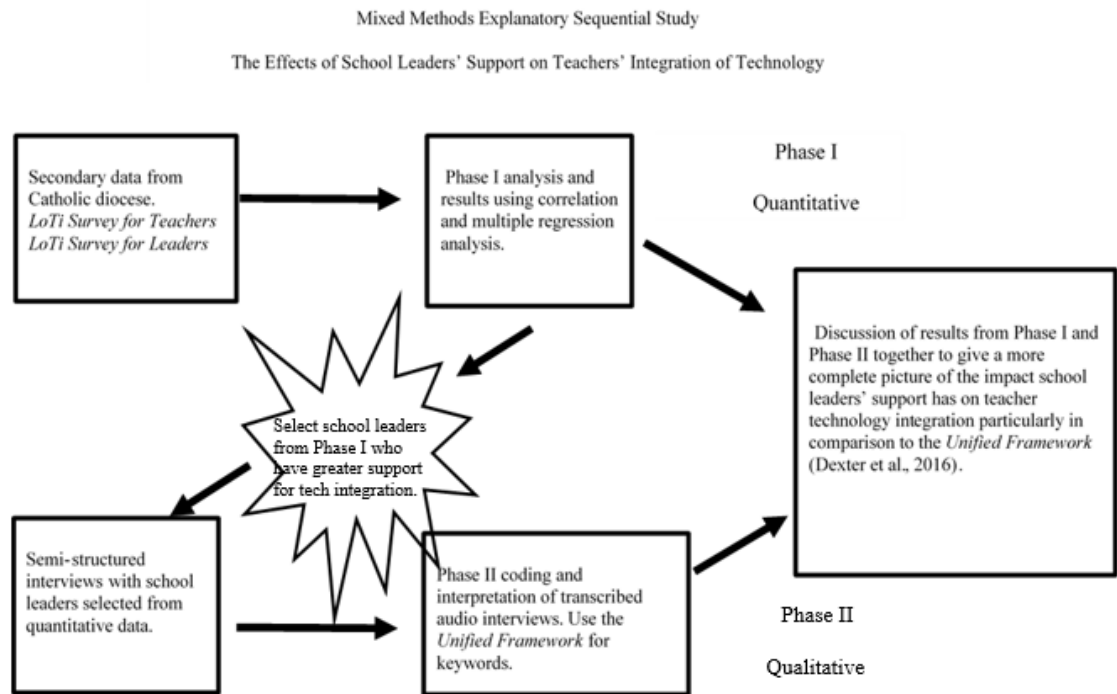 Mixed Methods Explanatory Sequential Study
The Effects of School Leaders' Support on Teachers' Integration of Technology
Secondary data from
Catholic diocese.
LoTi Survey for Teachers
LoTi Survey for Leaders
Phase I analysis and
results using correlation
and multiple regression
analysis.
Phase I
Quantitative
Select school leaders
from Phase I who
have greater support
for tech integration.
Semi-structured
interviews with school
leaders selected from
quantitative data.
Phase II coding and
interpretation of transcribed
audio interviews. Use the
Unified Framework for
keywords.
Discussion of results from Phase I and
Phase II together to give a more
complete picture of the impact school
leaders' support has on teacher
technology integration particularly in
comparison to the Unified Framework
(Dexter et al., 2016).
Phase II
Qualitative